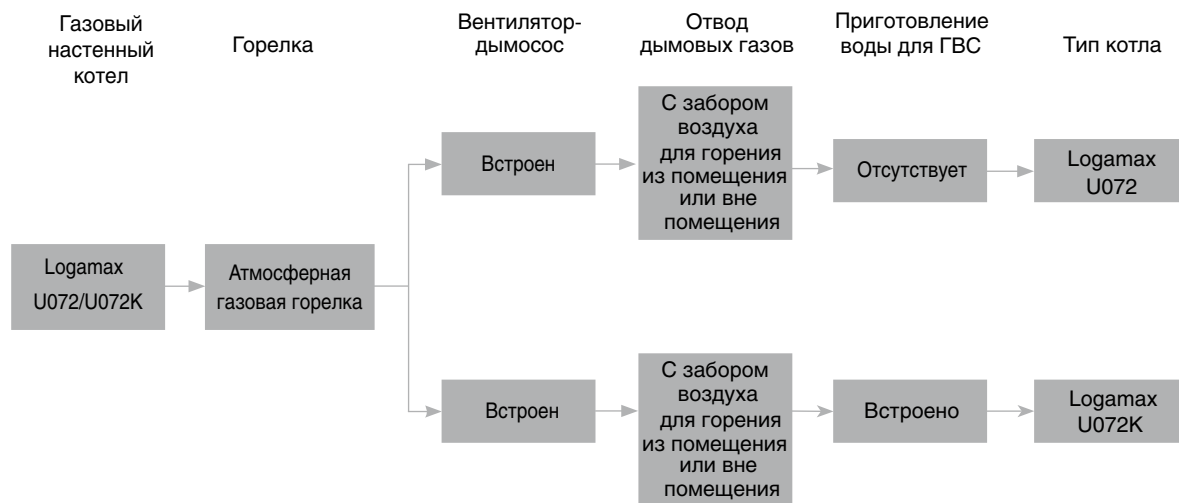 Газовый
настенный
котел
Горелка
Вентилятор-
дымосос
Отвод
дымовых газов
Приготовление
воды для ГВС
Тип котла
Logamax
U072/U072K
Атмосферная
газовая горелка
Встроен
С забором
воздуха
для горения
из помещения
или вне
помещения
Отсутствует
Logamax
U072
Встроен
С забором
воздуха
для горения
из помещения
или вне
помещения
Встроено
Logamax
U072K